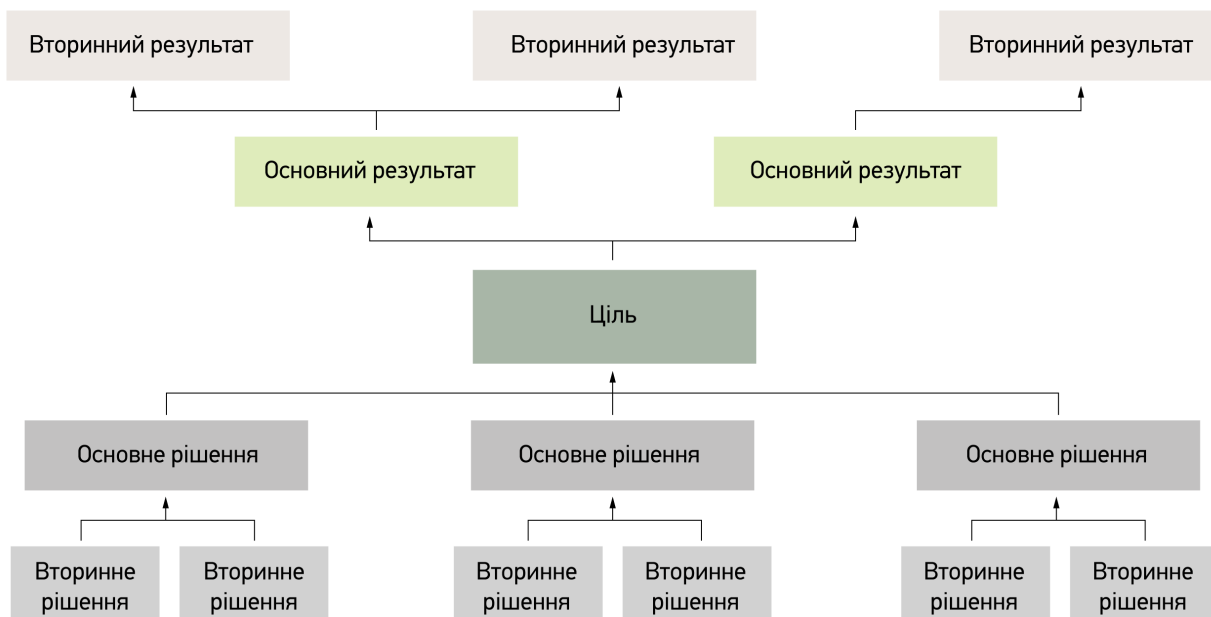 Вторинний результат
Вторинний результат
Вторинний результат
Основний результат
Основний результат
Ціль
Основне рішення
Основне рішення
Основне рішення
Вторинне
рішення
Вторинне
рішення
Вторинне
рішення
Вторинне
рішення
Вторинне
рішення
Вторинне
рішення